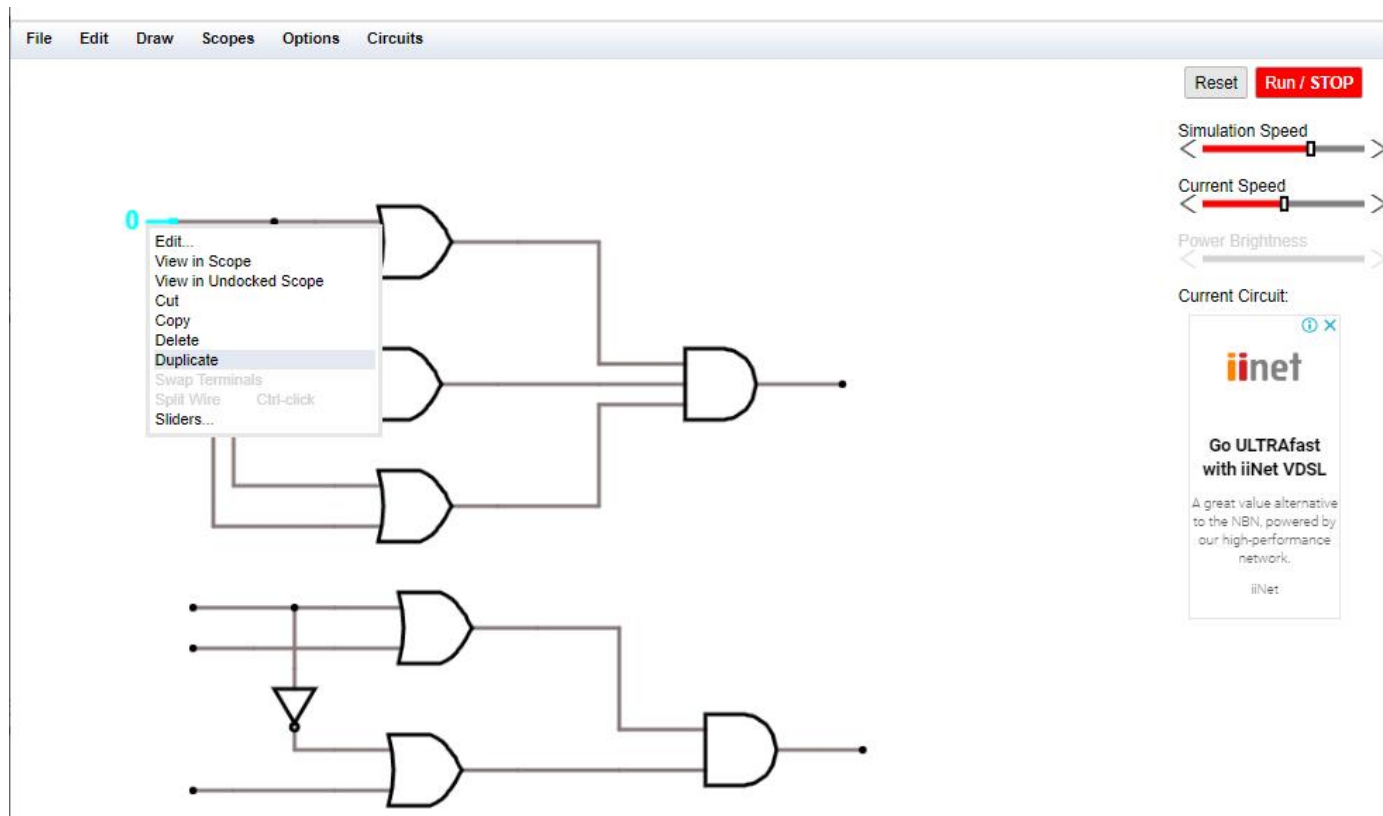 File Edit Draw Scopes Options Circuits
Reset Run / STOP
Simulation Speed
Current Speed
Power Brightness
Current Circuit:
0
Edit...
View in Scope
View in Undocked Scope
Cut
Copy
Delete
Duplicate
Swap Terminals
Split Wire Ctrl-click
Sliders...
iinet
Go ULTRAfast
with iiNet VDSL
A great value alternative
to the NBN, powered by
our high-performance
network.
iiNet